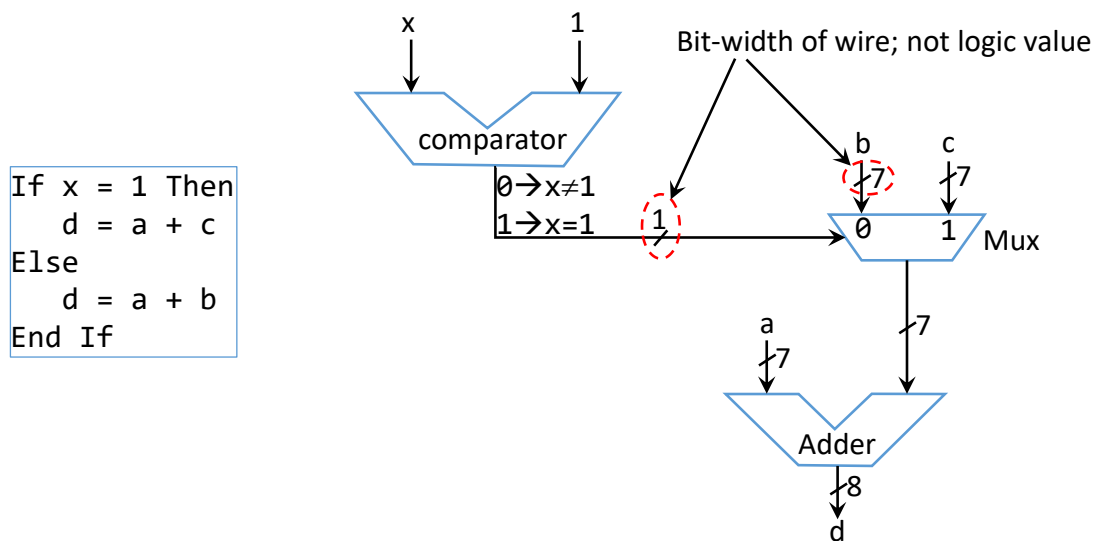 If x = 1 Then
d = a + c
Else
d = a + b
End If
x
1
Bit-width of wire; not logic value
comparator
0→x≠1
1→x=1
1
b
c
7
7
0
1
Mux
7
a
7
Adder
8
d